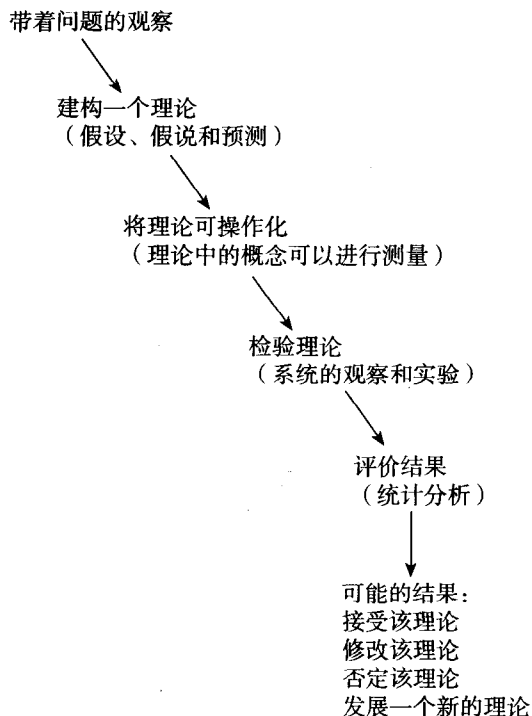 带着问题的观察
建构一个理论
（假设、假说和预测）
将理论可操作化
（理论中的概念可以进行测量）
检验理论
（系统的观察和实验）
评价结果
（统计分析）
可能的结果：
接受该理论
修改该理论
否定该理论
发展一个新的理论